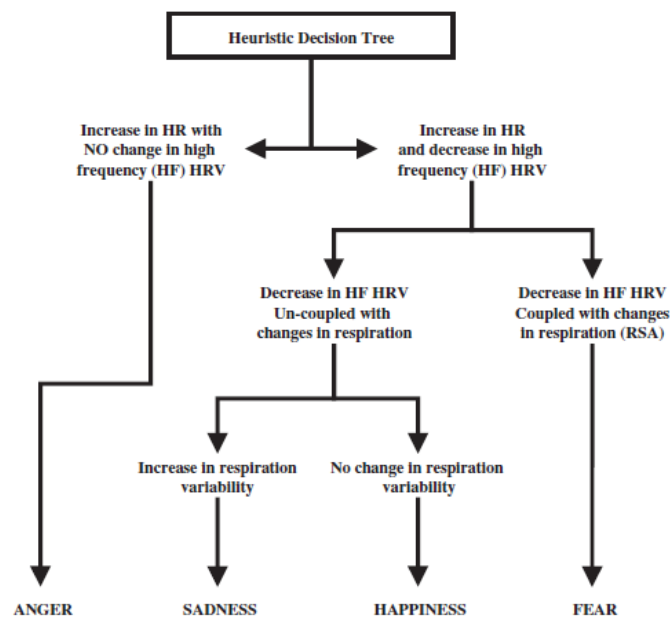 Heuristic Decision Tree
Increase in HR with
NO change in high
frequency (HF) HRV
Increase in HR
and decrease in high
frequency (HF) HRV
Decrease in HF HRV
Un-coupled with
changes in respiration
Decrease in HF HRV
Coupled with changes
in respiration (RSA)
Increase in respiration
variability
No change in respiration
variability
ANGER
SADNESS
HAPPINESS
FEAR